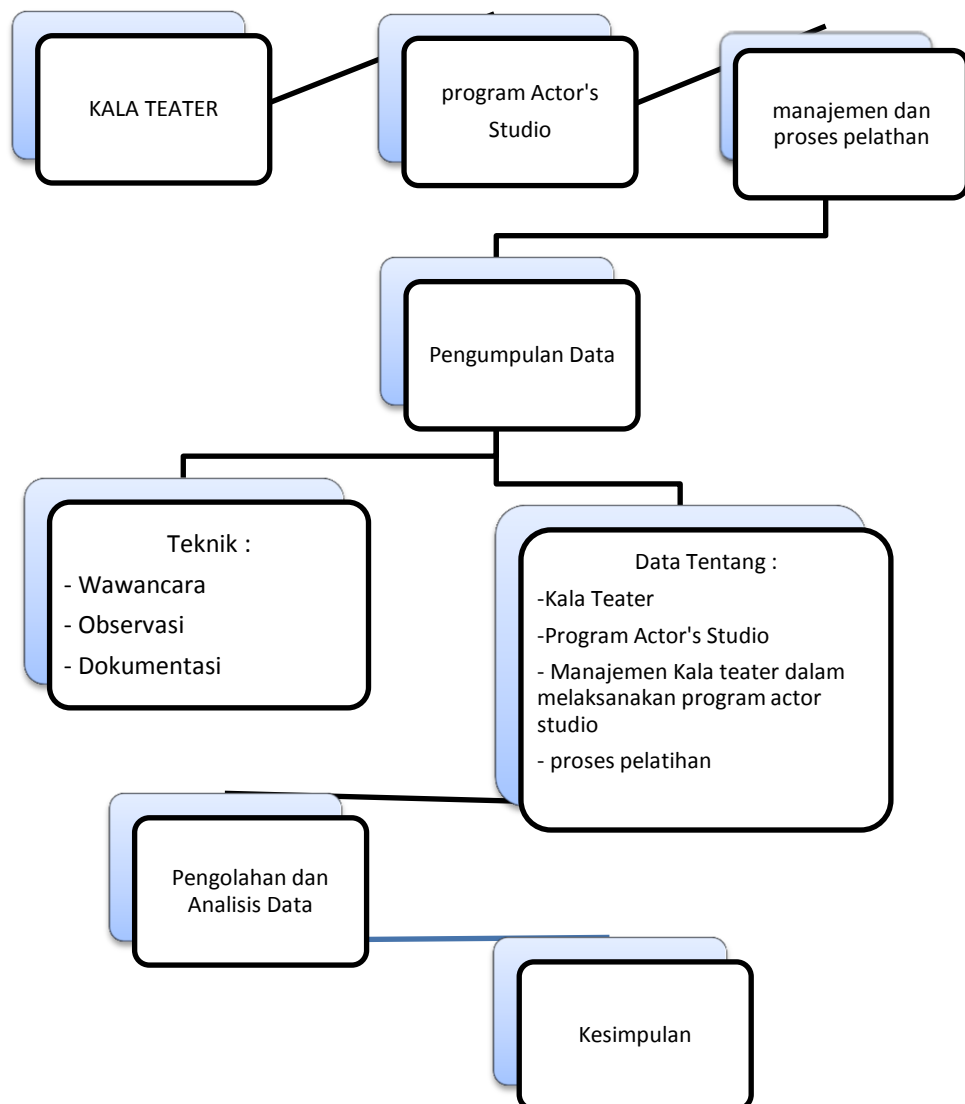 KALA TEATER
program Actor's
Studio
manajemen dan
proses pelathan
Pengumpulan Data
Teknik :
- Wawancara
- Observasi
- Dokumentasi
Data Tentang :
-Kala Teater
-Program Actor's Studio
- Manajemen Kala teater dalam
melaksanakan program actor
studio
- proses pelatihan
Pengolahan dan
Analisis Data
Kesimpulan